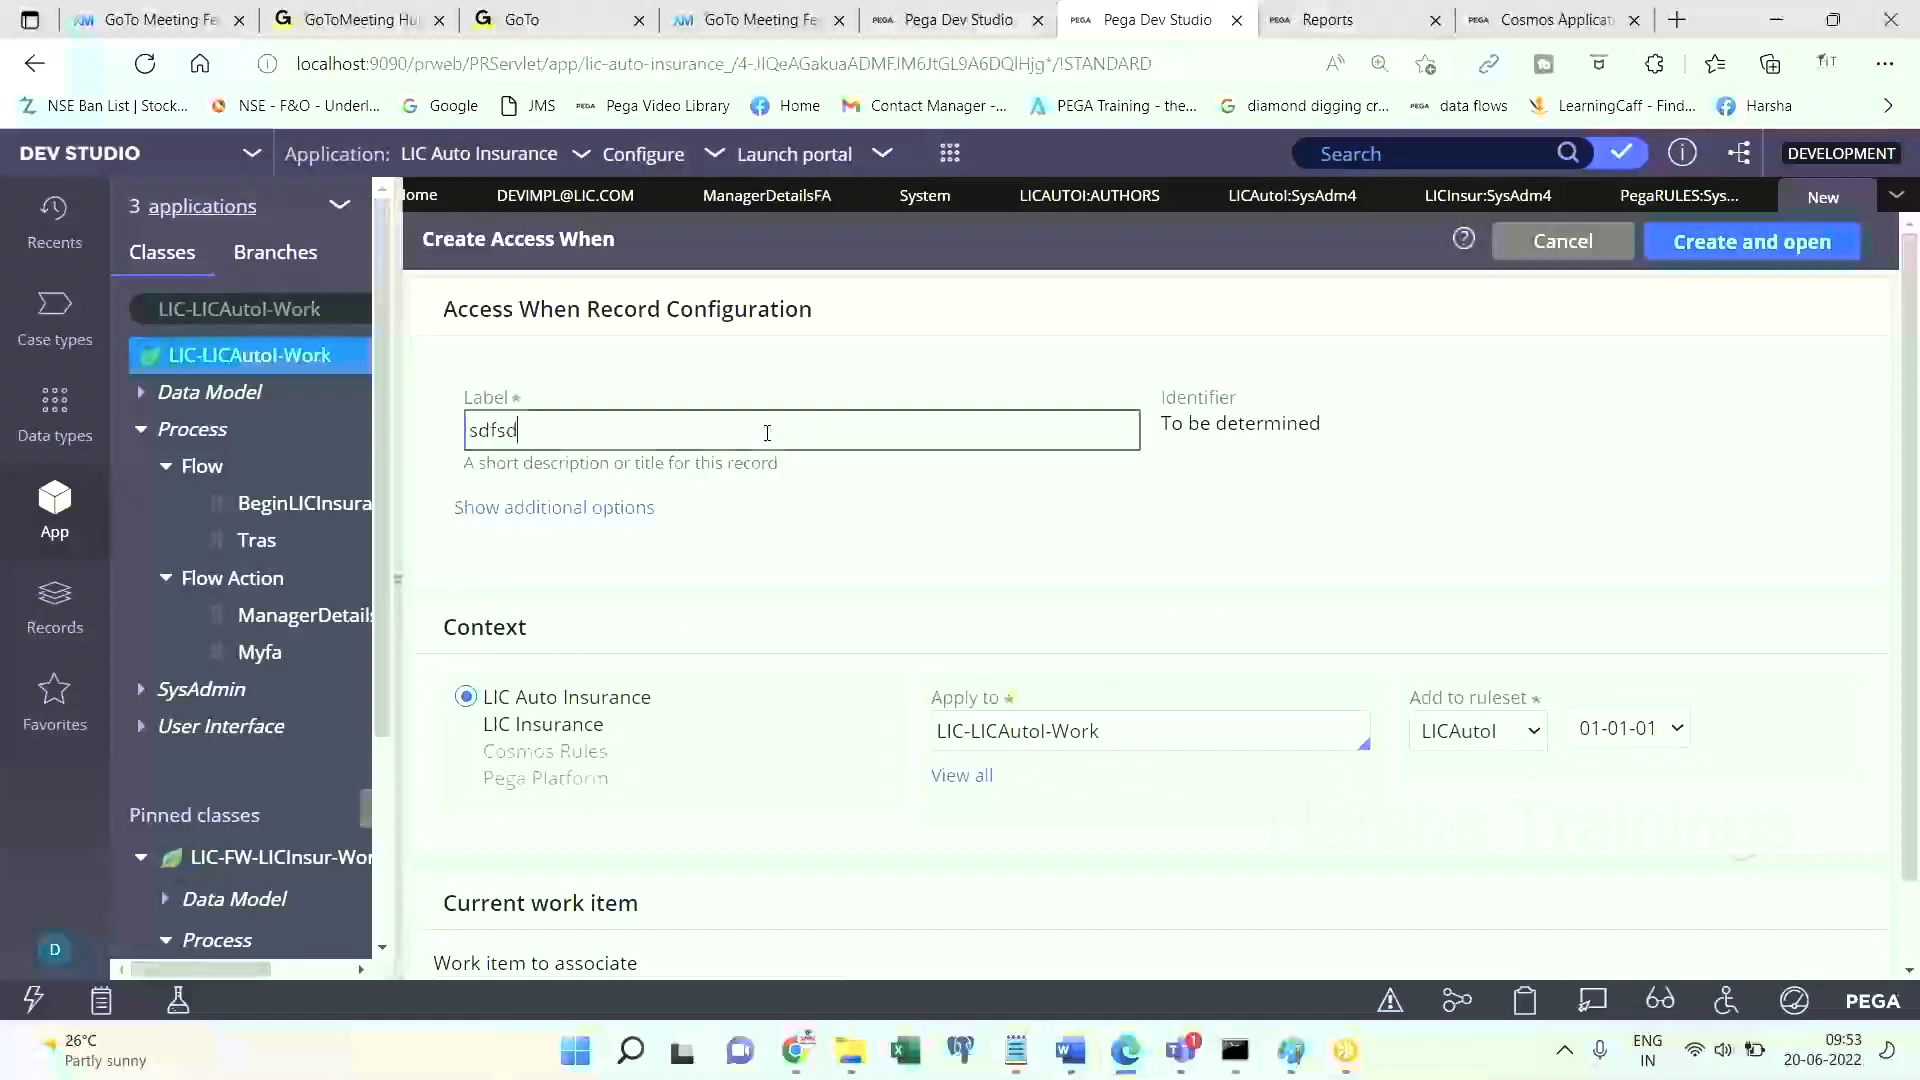 GoTo Meeting Fe
GoToMeeting Hu
GoTo
GoTo Meeting Fe
Pega Dev Studio
Pega Dev Studio
Reports
Cosmos Applicat
localhost:9090/prweb/PRServlet/app/lic-auto-insurance_/4-JIQeAGakuaADMFJM6JtGL9A6DQlHjg*/!STANDARD
NSE Ban List | Stock...
NSE - F&O - Underl...
Google
JMS
Pega Video Library
Home
Contact Manager -...
PEGA Training - the...
diamond digging cr...
data flows
LearningCaff - Find...
Harsha
DEV STUDIO
Application: LIC Auto Insurance
Configure
Launch portal
Search
DEVELOPMENT
ome
DEVIMPL@LIC.COM
ManagerDetailsFA
System
LICAUTOI:AUTHORS
LICAutoI:SysAdm4
LICInsur:SysAdm4
PegaRULES:Sys...
New
Recents
Case types
Data types
App
Records
Favorites
D
3 applications
Classes
Branches
LIC-LICAutoI-Work
LIC-LICAutoI-Work
Data Model
Process
Flow
BeginLICInsura
Tras
Flow Action
ManagerDetails
Myfa
SysAdmin
User Interface
Pinned classes
LIC-FW-LICInsur-Wor
Data Model
Process
Create Access When
Cancel
Create and open
Access When Record Configuration
Label *
Identifier
sdfsd
To be determined
A short description or title for this record
Show additional options
Context
LIC Auto Insurance
LIC Insurance
Cosmos Rules
Pega Platform
Apply to *
LIC-LICAutoI-Work
View all
Add to ruleset *
LICAutoI
01-01-01
Harsha Trainings
Current work item
Work item to associate
PEGA
26°C
Partly sunny
1
ENG
IN
09:53
20-06-2022